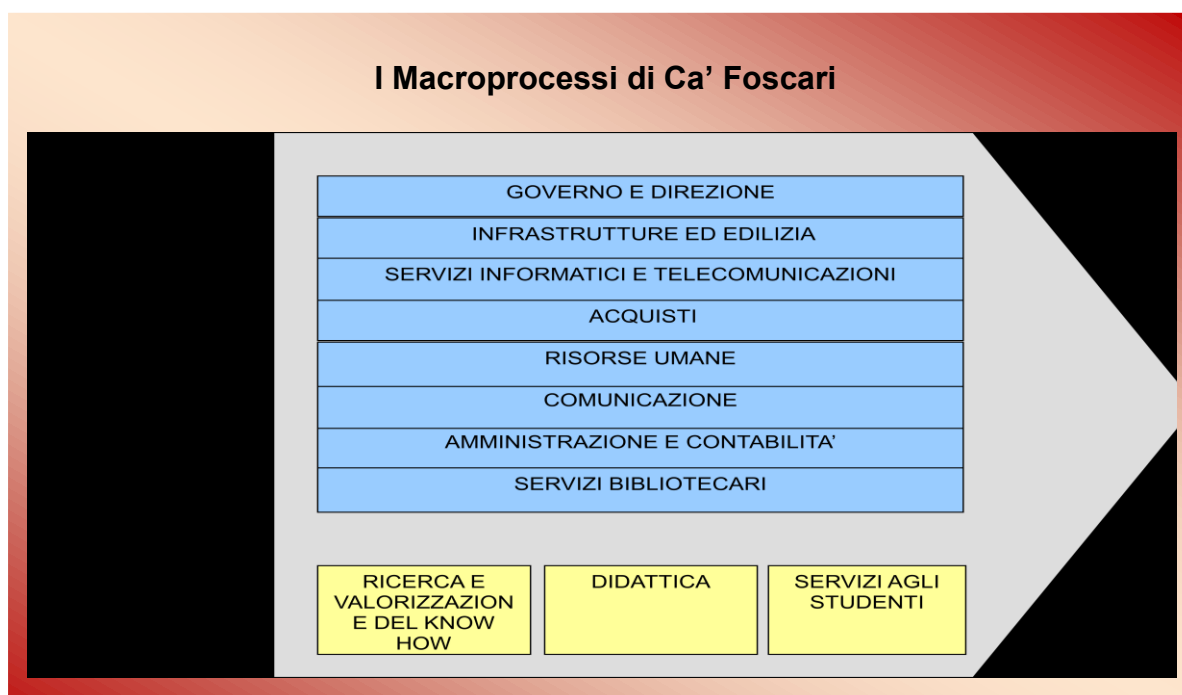 I Macroprocessi di Ca’ Foscari
GOVERNO E DIREZIONE
INFRASTRUTTURE ED EDILIZIA
SERVIZI INFORMATICI E TELECOMUNICAZIONI
ACQUISTI
RISORSE UMANE
COMUNICAZIONE
AMMINISTRAZIONE E CONTABILITA’
SERVIZI BIBLIOTECARI
RICERCA E
VALORIZZAZION
E DEL KNOW
HOW
DIDATTICA
SERVIZI AGLI
STUDENTI